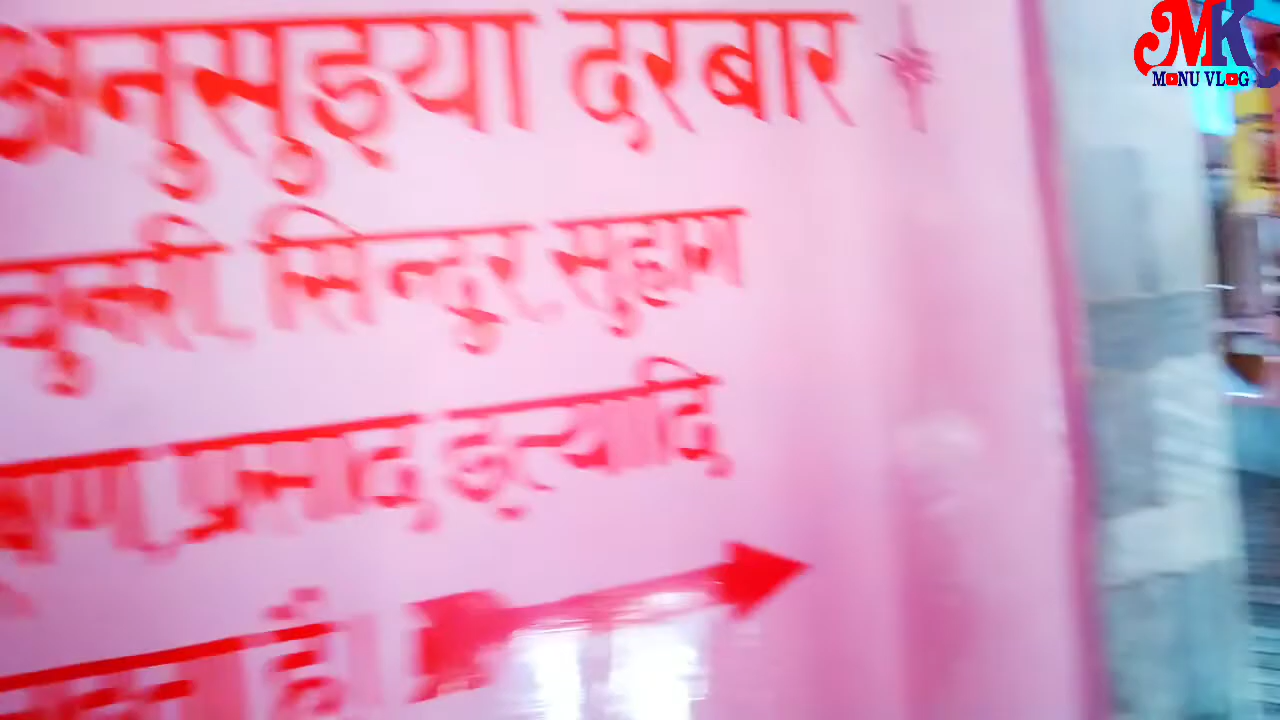 अनुसुइया दरबार
चुनरी, सिन्दुर, सुहाग
प्रसाद इत्यादि
है।
MK
MONU VLOG